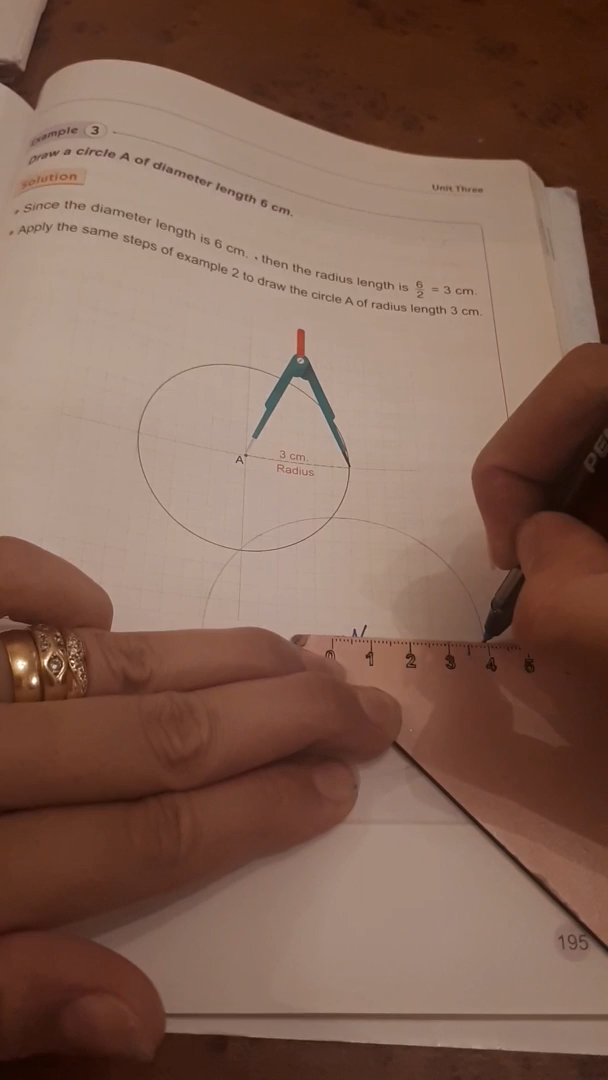 Example 3
Unit Three
Draw a circle A of diameter length 6 cm.
Solution
• Since the diameter length is 6 cm. , then the radius length is 6/2 = 3 cm.
• Apply the same steps of example 2 to draw the circle A of radius length 3 cm.
A
3 cm.
Radius
N
0 1 2 3 4 5
195